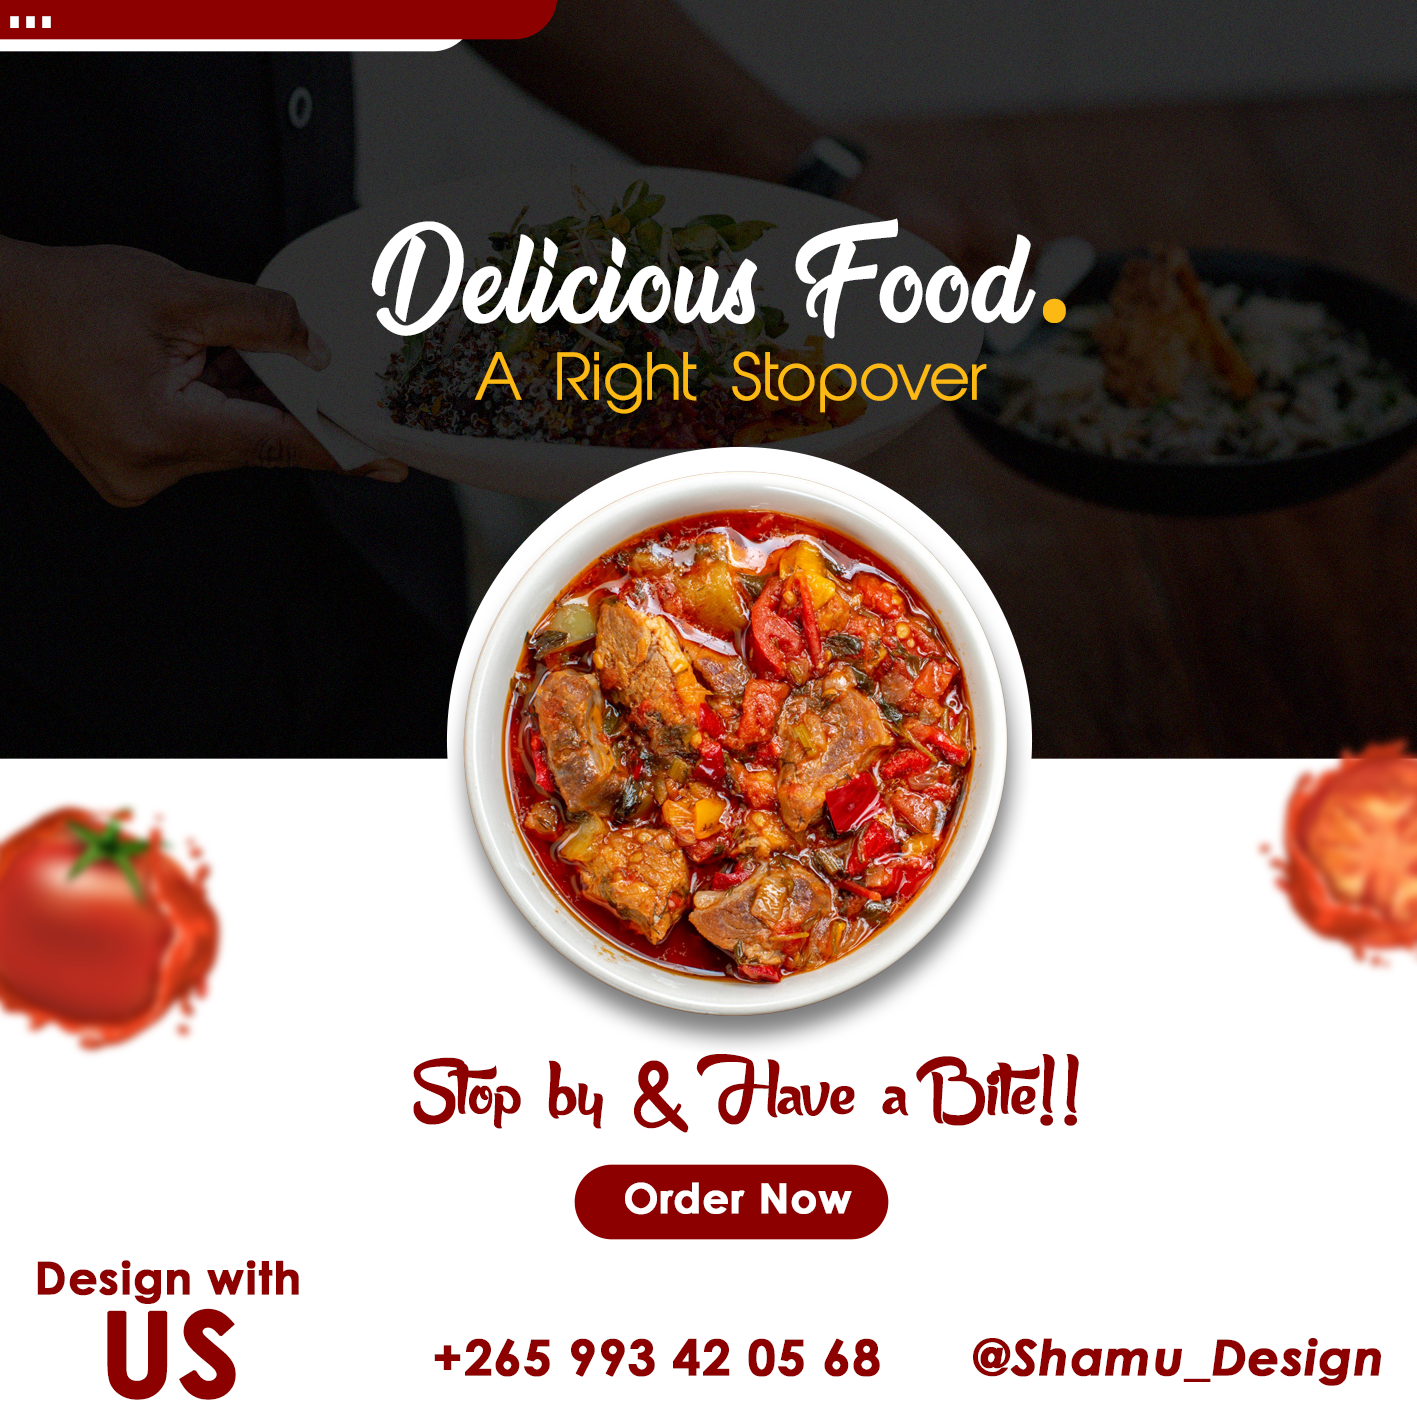 Delicious Food.
A Right Stopover
Stop by & Have a Bite!!
Order Now
Design with
US
+265 993 42 05 68
@Shamu_Design